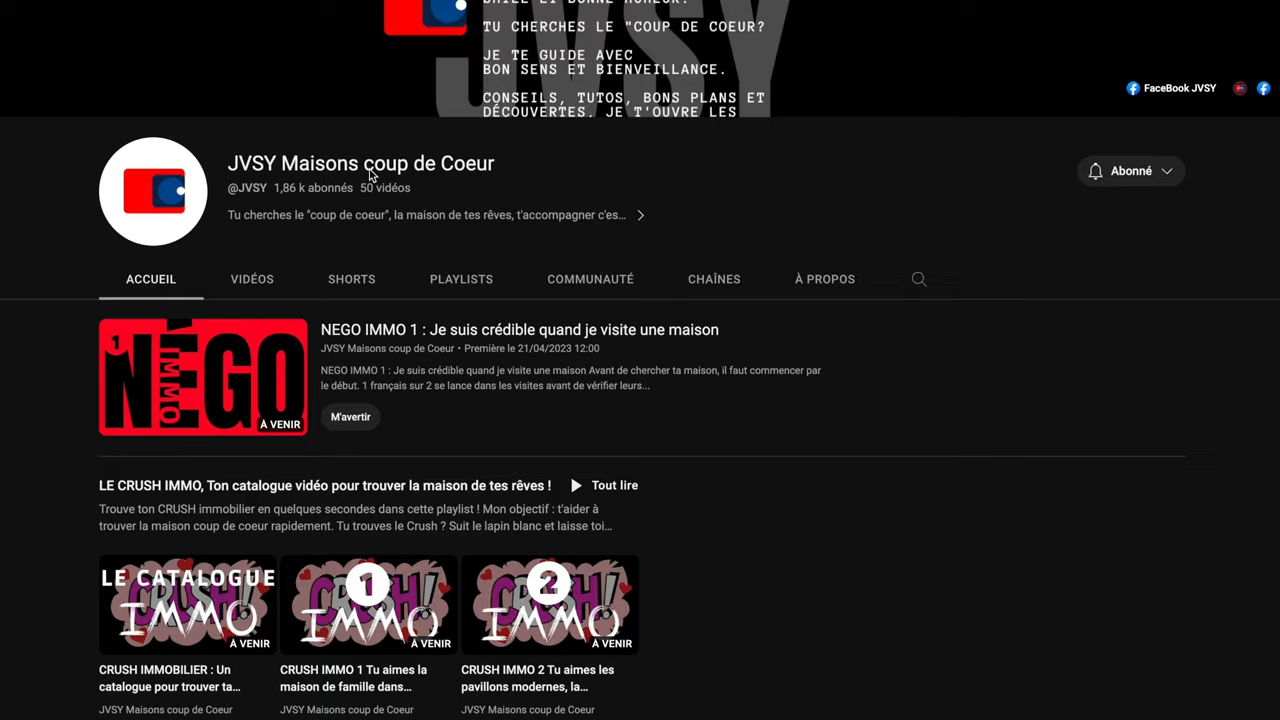 TU CHERCHES LE "COUP DE COEUR?
JE TE GUIDE AVEC
BON SENS ET BIENVEILLANCE.
CONSEILS, TUTOS, BONS PLANS ET
DÉCOUVERTES, JE T'OUVRE LES
JVSY
FaceBook JVSY
JVSY Maisons coup de Coeur
@JVSY 1,86 k abonnés 50 vidéos
Tu cherches le "coup de coeur", la maison de tes rêves, t'accompagner c'es...
Abonné
ACCUEIL VIDÉOS SHORTS PLAYLISTS COMMUNAUTÉ CHAÎNES À PROPOS
1
NÉGO
IMMO
À VENIR
NEGO IMMO 1 : Je suis crédible quand je visite une maison
JVSY Maisons coup de Coeur • Première le 21/04/2023 12:00
NEGO IMMO 1 : Je suis crédible quand je visite une maison Avant de chercher ta maison, il faut commencer par
le début. 1 français sur 2 se lance dans les visites avant de vérifier leurs...
M'avertir
LE CRUSH IMMO, Ton catalogue vidéo pour trouver la maison de tes rêves ! Tout lire
Trouve ton CRUSH immobilier en quelques secondes dans cette playlist ! Mon objectif : t'aider à
trouver la maison coup de coeur rapidement. Tu trouves le Crush ? Suit le lapin blanc et laisse toi...
LE CATALOGUE
CRUSH!
IMMO
À VENIR
1
CRUSH!
IMMO
À VENIR
2
CRUSH!
IMMO
À VENIR
CRUSH IMMOBILIER : Un
catalogue pour trouver ta...
JVSY Maisons coup de Coeur
CRUSH IMMO 1 Tu aimes la
maison de famille dans...
JVSY Maisons coup de Coeur
CRUSH IMMO 2 Tu aimes les
pavillons modernes, la...
JVSY Maisons coup de Coeur